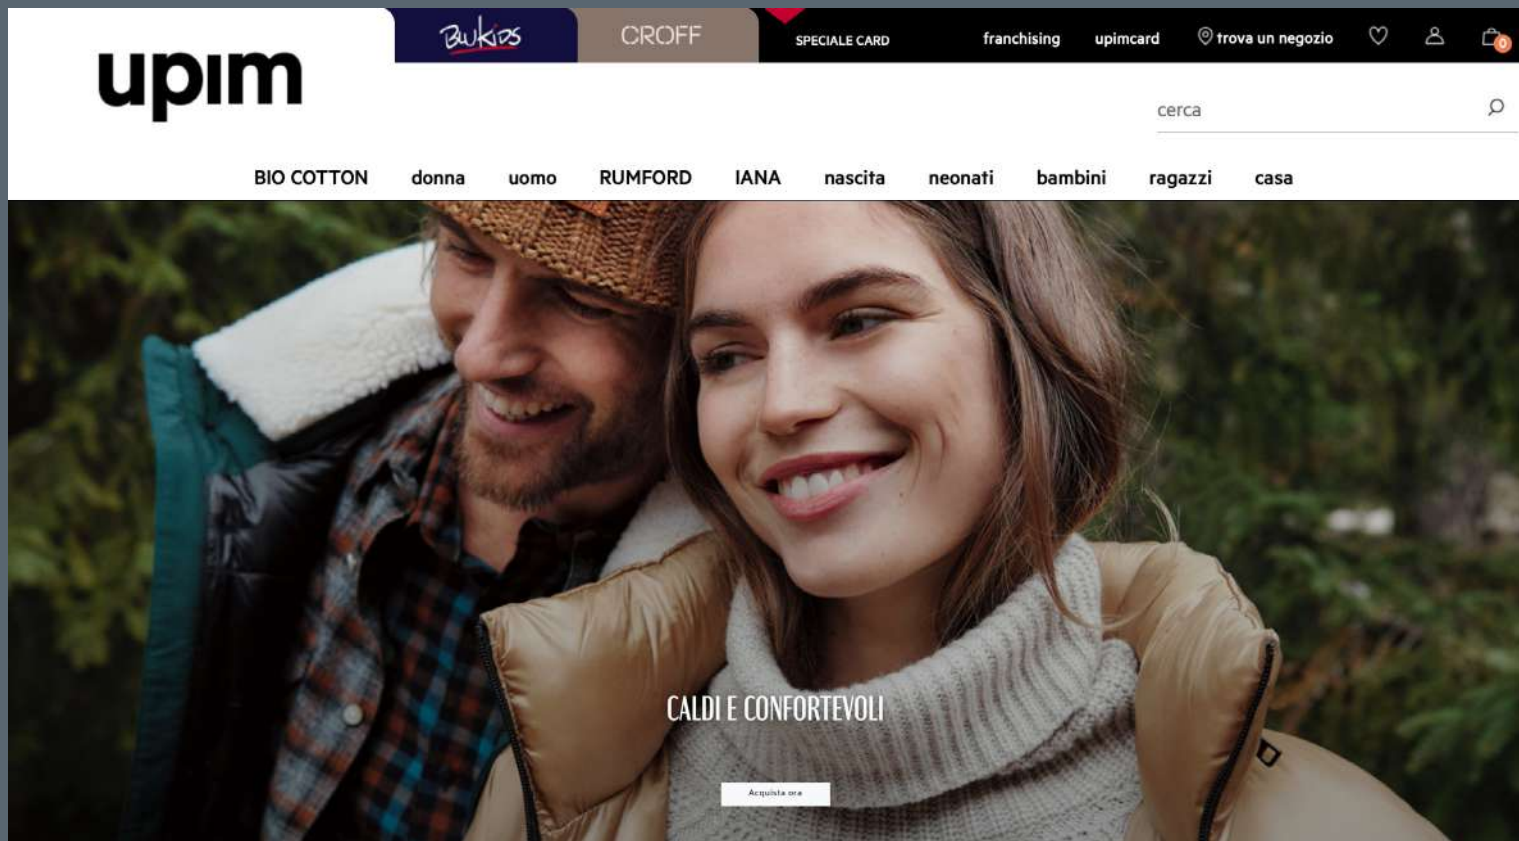 upim
BluKids
CROFF
SPECIALE CARD
franchising
upimcard
trova un negozio
0
cerca
BIO COTTON
donna
uomo
RUMFORD
IANA
nascita
neonati
bambini
ragazzi
casa
CALDI E CONFORTEVOLI
Acquista ora